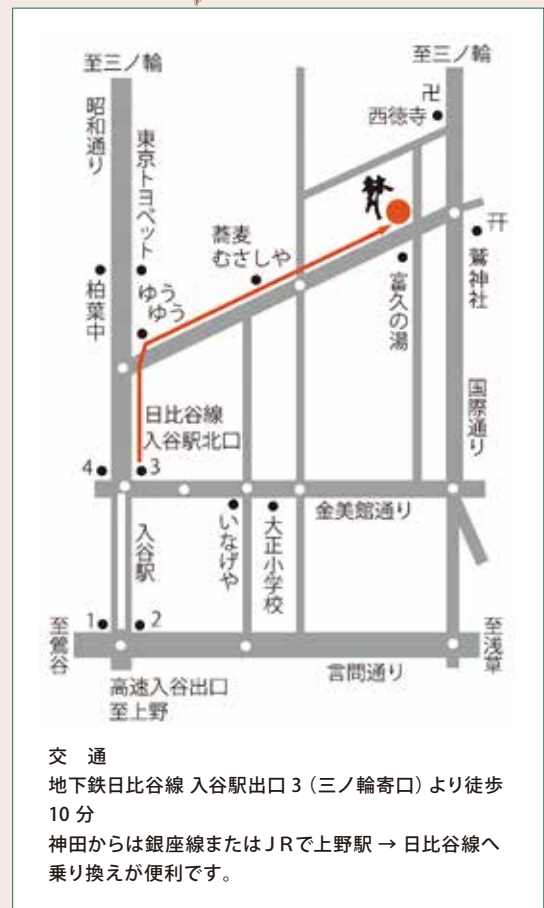 至三ノ輪
至三ノ輪
昭和通り
東京トヨペット
卍
西徳寺
蕎麦
むさしや
柏葉中
ゆう
ゆう
富久の湯
鷲神社
国際通り
日比谷線
入谷駅北口
4
3
金美館通り
入谷駅
いなげや
大正小学校
1
2
至鶯谷
至浅草
言問通り
高速入谷出口
至上野
交 通
地下鉄日比谷線 入谷駅出口 3（三ノ輪寄口）より徒歩
10 分
神田からは銀座線またはＪＲで上野駅 → 日比谷線へ
乗り換えが便利です。